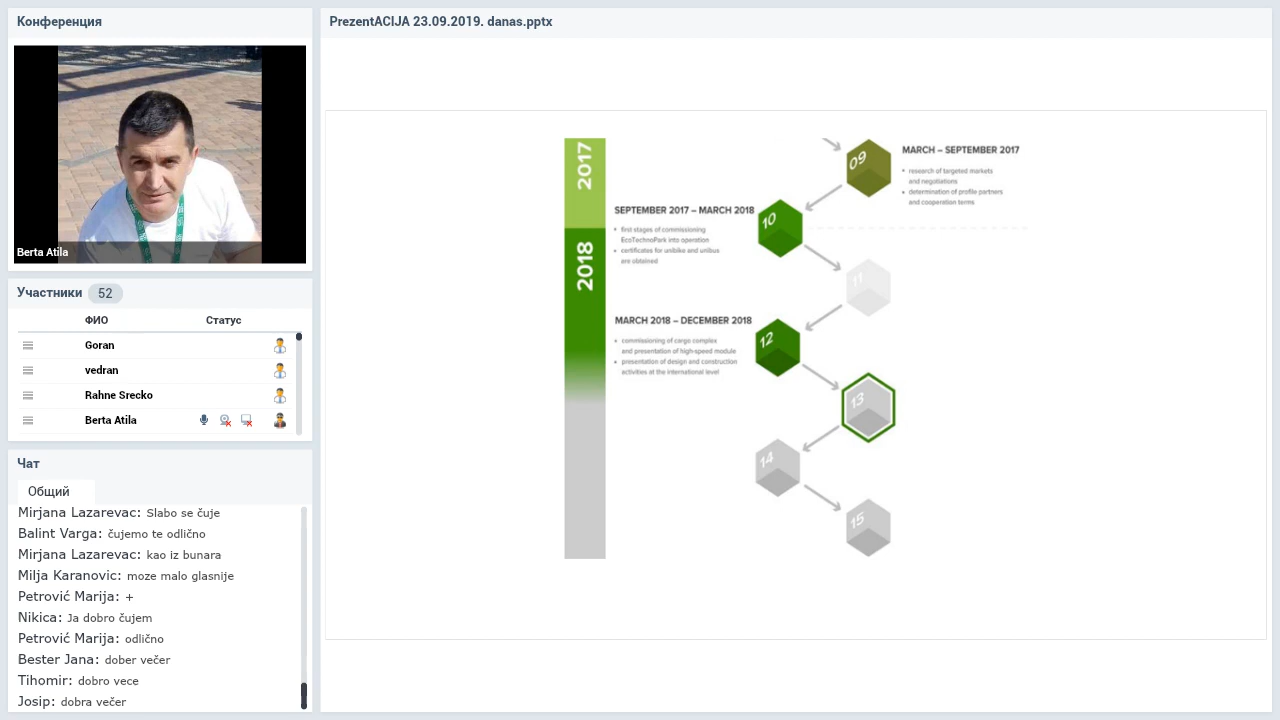 Конференция
Berta Atila
Участники 52
ФИО Статус
Goran
vedran
Rahne Srecko
Berta Atila
Чат
Общий
Mirjana Lazarevac: Slabo se čuje
Balint Varga: čujemo te odlično
Mirjana Lazarevac: kao iz bunara
Milja Karanovic: moze malo glasnije
Petrović Marija: +
Nikica: Ja dobro čujem
Petrović Marija: odlično
Bester Jana: dober večer
Tihomir: dobro vece
Josip: dobra večer
PrezentACIJA 23.09.2019. danas.pptx
2017
09
MARCH – SEPTEMBER 2017
• research of targeted markets
and negotiations
• determination of profile partners
and cooperation terms
SEPTEMBER 2017 – MARCH 2018
10
• first stages of commissioning
EcoTechnoPark into operation
• certificates for unibike and unibus
are obtained
2018
11
MARCH 2018 – DECEMBER 2018
12
• commissioning of cargo complex
and presentation of high-speed module
• presentation of design and construction
activities at the international level
13
14
15